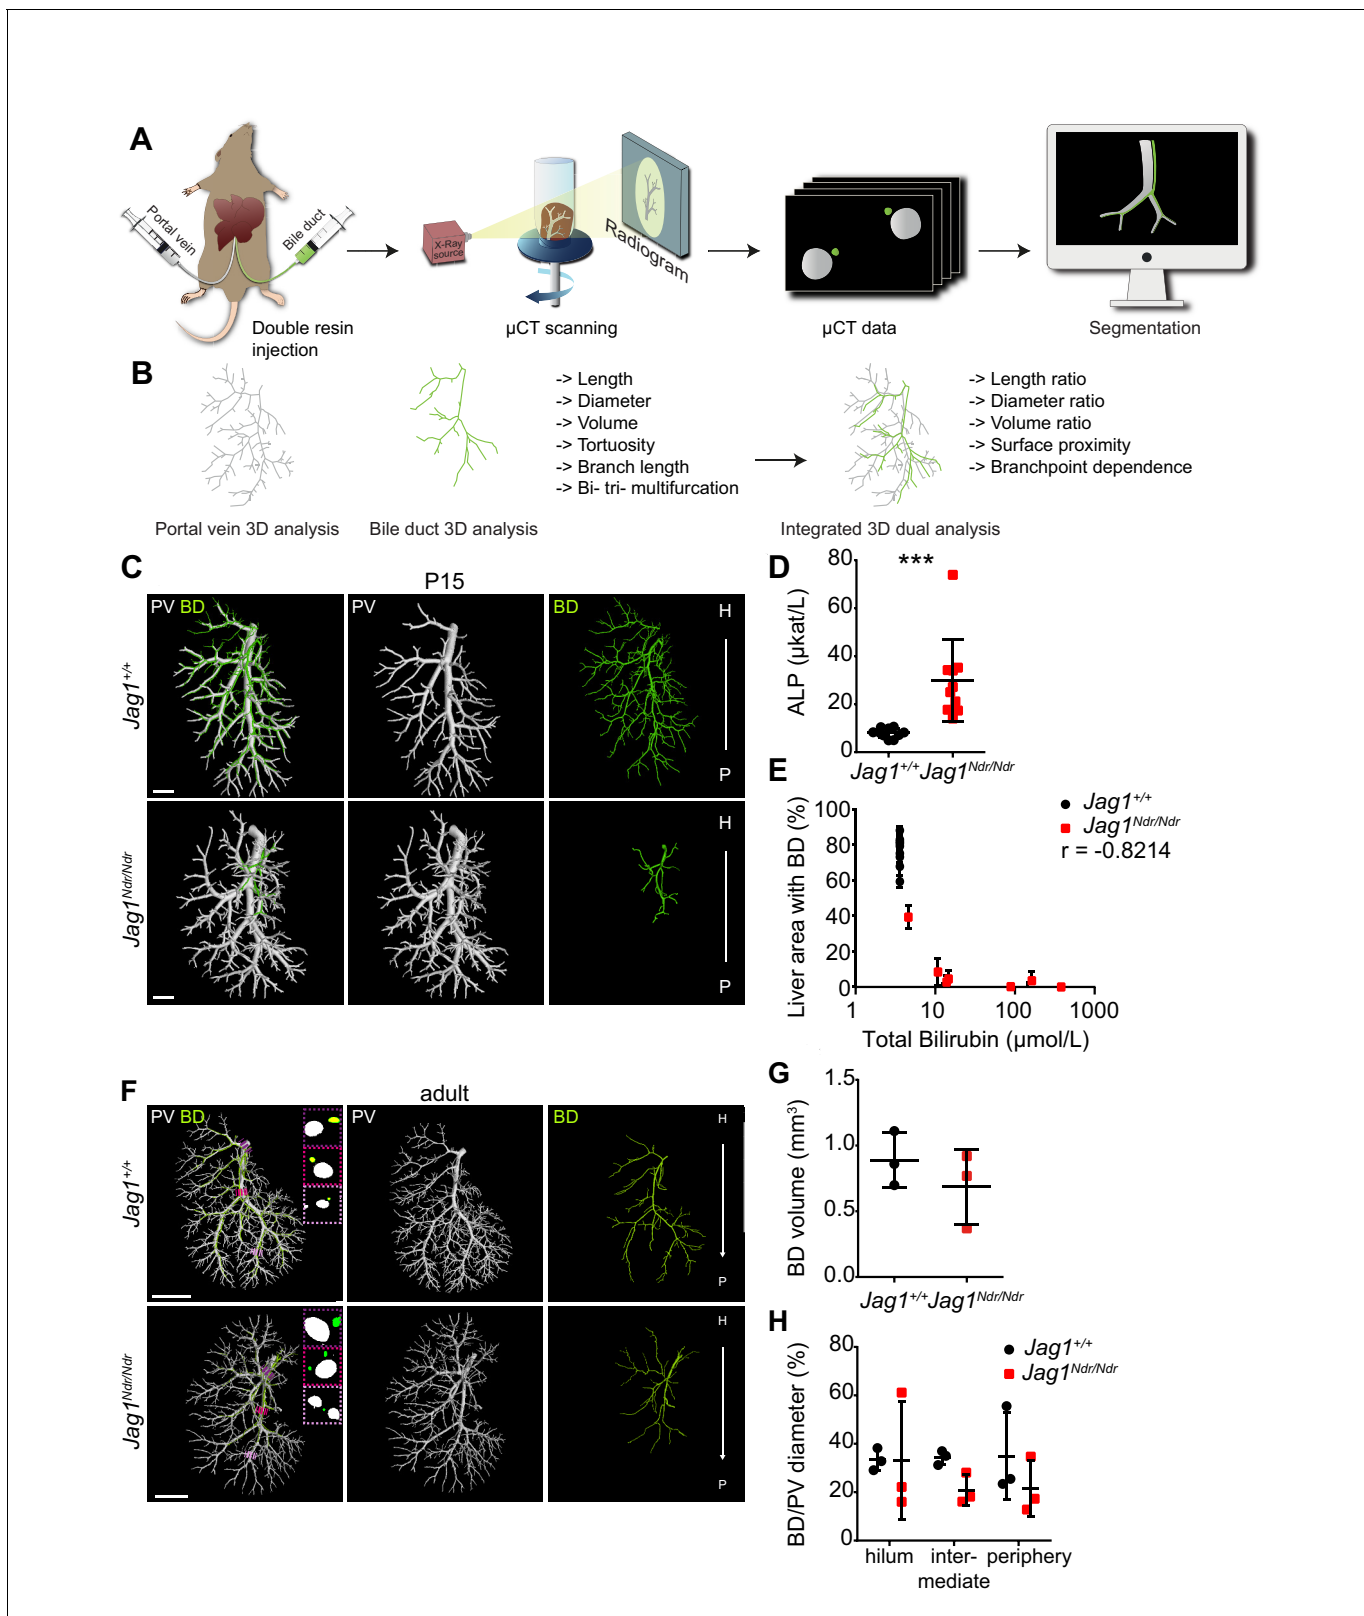 A
Portal vein
Bile duct
X-Ray
source
Radiogram
Double resin
injection
µCT scanning
µCT data
Segmentation
B
-> Length
-> Diameter
-> Volume
-> Tortuosity
-> Branch length
-> Bi- tri- multifurcation
-> Length ratio
-> Diameter ratio
-> Volume ratio
-> Surface proximity
-> Branchpoint dependence
Portal vein 3D analysis
Bile duct 3D analysis
Integrated 3D dual analysis
C
P15
Jag1+/+
PV BD
PV
BD
H
P
Jag1Ndr/Ndr
H
P
D
***
ALP (µkat/L)
80
60
40
20
0
Jag1+/+ Jag1Ndr/Ndr
E
Liver area with BD (%)
100
80
60
40
20
0
1 10 100 1000
Total Bilirubin (µmol/L)
Jag1+/+
Jag1Ndr/Ndr
r = -0.8214
F
adult
Jag1+/+
PV BD
PV
BD
H
P
Jag1Ndr/Ndr
H
P
G
BD volume (mm3)
1.5
1.0
0.5
0.0
Jag1+/+ Jag1Ndr/Ndr
H
BD/PV diameter (%)
80
60
40
20
0
Jag1+/+
Jag1Ndr/Ndr
hilum inter- periphery
mediate